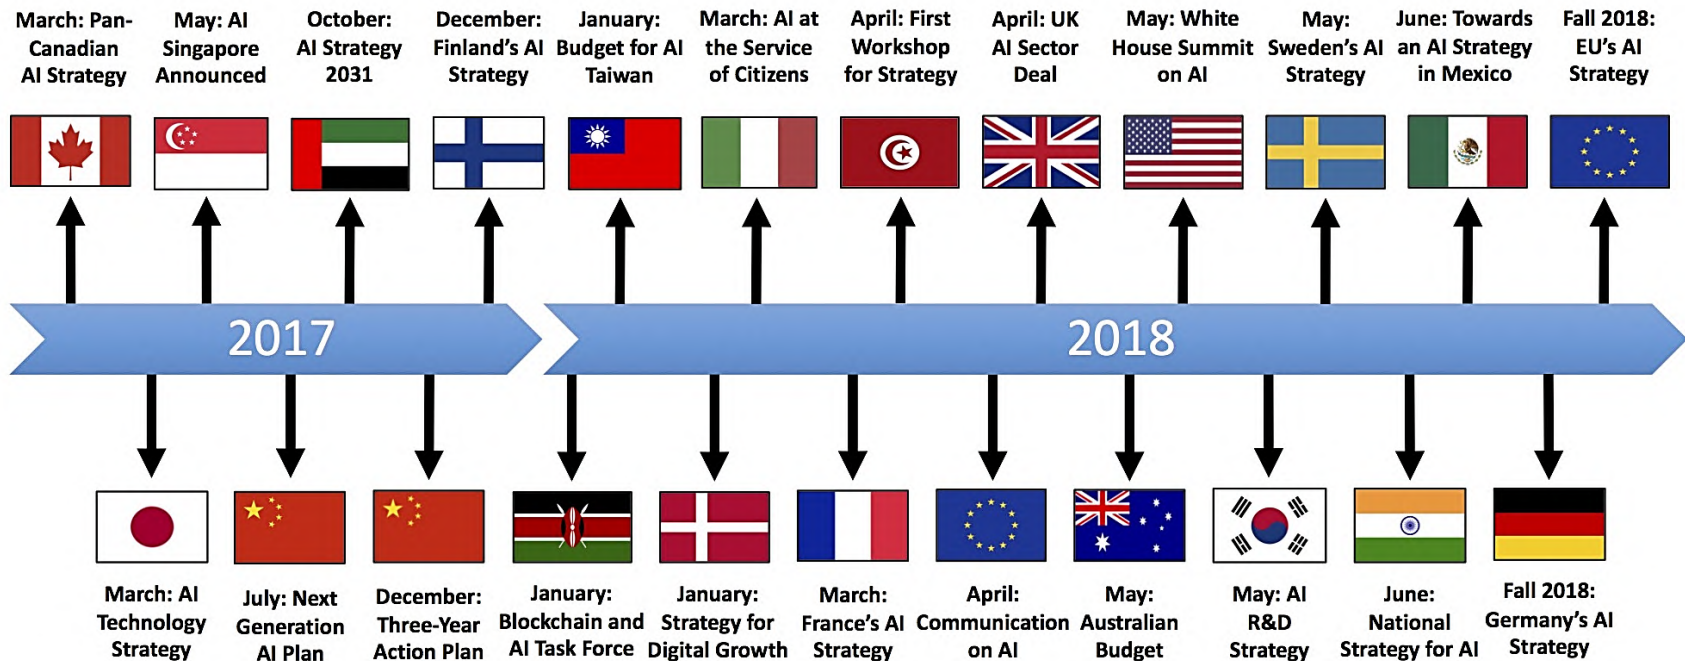 March: Pan-
Canadian
AI Strategy
May: AI
Singapore
Announced
October:
AI Strategy
2031
December:
Finland’s AI
Strategy
January:
Budget for AI
Taiwan
March: AI at
the Service
of Citizens
April: First
Workshop
for Strategy
April: UK
AI Sector
Deal
May: White
House Summit
on AI
May:
Sweden’s AI
Strategy
June: Towards
an AI Strategy
in Mexico
Fall 2018:
EU’s AI
Strategy
2017
2018
March: AI
Technology
Strategy
July: Next
Generation
AI Plan
December:
Three-Year
Action Plan
January:
Blockchain and
AI Task Force
January:
Strategy for
Digital Growth
March:
France’s AI
Strategy
April:
Communication
on AI
May:
Australian
Budget
May: AI
R&D
Strategy
June:
National
Strategy for AI
Fall 2018:
Germany’s AI
Strategy